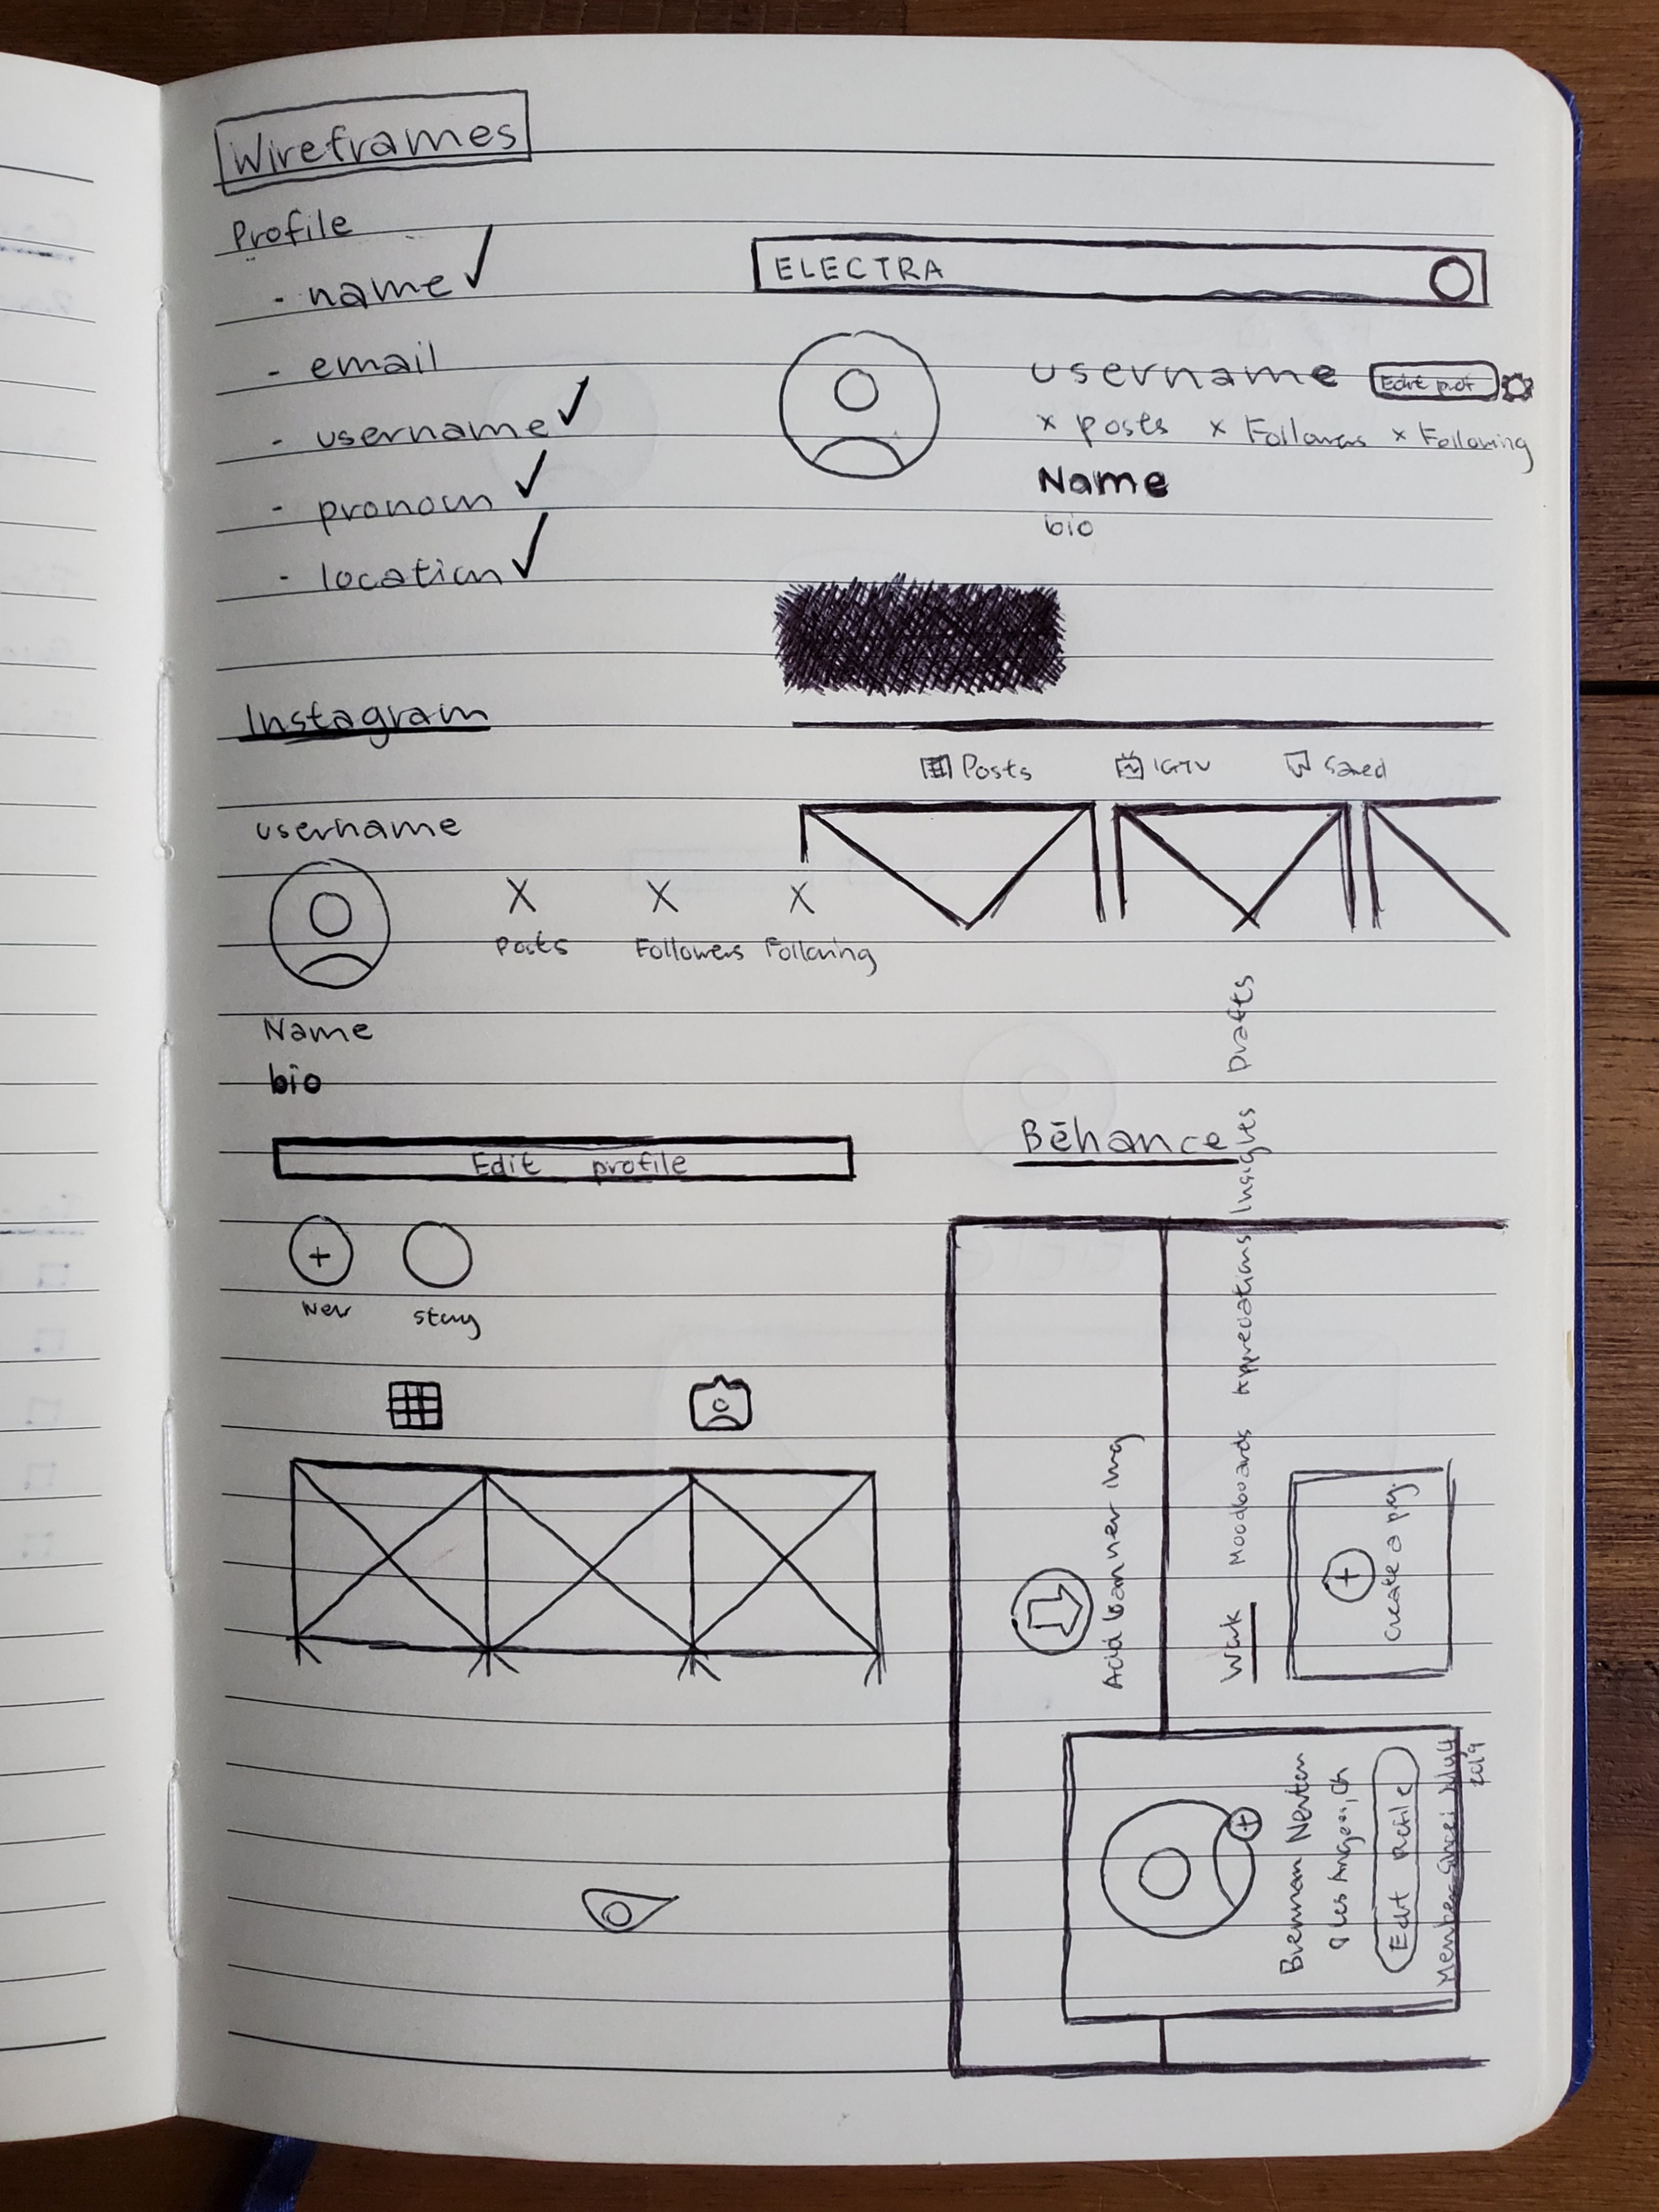 Wireframes
Profile
- name ✓
- email
- username ✓
- pronoun ✓
- location ✓
ELECTRA
username Edit prof
x posts x Followers x Following
Name
bio
Posts IGTV Saved
Instagram
username
X X X
Posts Followers Following
Name
bio
Edit profile
+
New Story
Bēhance
Add banner img
Work Moodboards Appreciations Insights Drafts
+
Create a proj.
+
Brennan Newton
Los Angeles, CA
Edit Profile
Member Since: July 4
2019